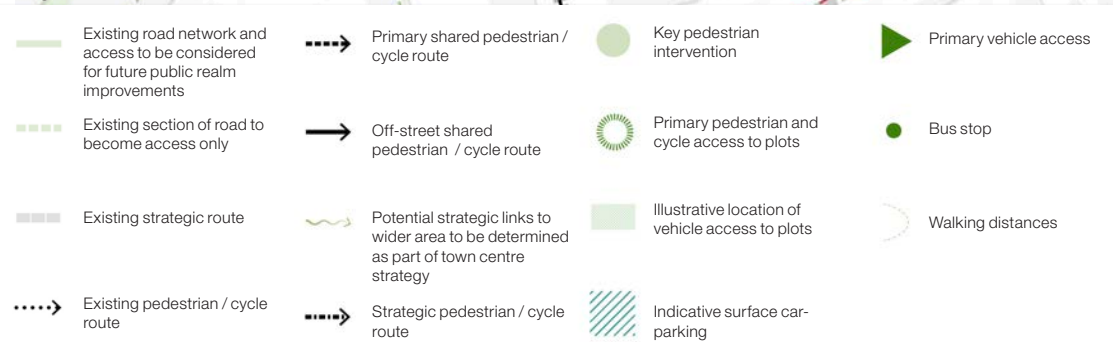 Existing road network and
access to be considered
for future public realm
improvements
Existing section of road to
become access only
Existing strategic route
Existing pedestrian / cycle
route
Primary shared pedestrian /
cycle route
Off-street shared
pedestrian / cycle route
Potential strategic links to
wider area to be determined
as part of town centre
strategy
Strategic pedestrian / cycle
route
Key pedestrian
intervention
Primary pedestrian and
cycle access to plots
Illustrative location of
vehicle access to plots
Indicative surface car-
parking
Primary vehicle access
Bus stop
Walking distances